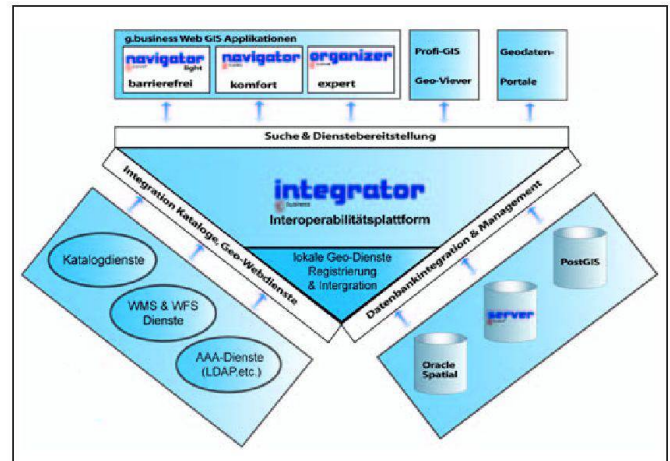 g.business Web GIS Applikationen
navigator
light
barrierefrei
navigator
komfort
organizer
expert
Profi-GIS
Geo-Viever
Geodaten-
Portale
Suche & Dienstebereitstellung
Integration Kataloge, Geo-Webdienste
integrator
business
Interoperabilitätsplattform
lokale Geo-Dienste
Registrierung
& Intergration
Datenbankintegration & Management
Katalogdienste
WMS & WFS
Dienste
AAA-Dienste
(LDAP,etc.)
PostGIS
server
Oracle
Spatial